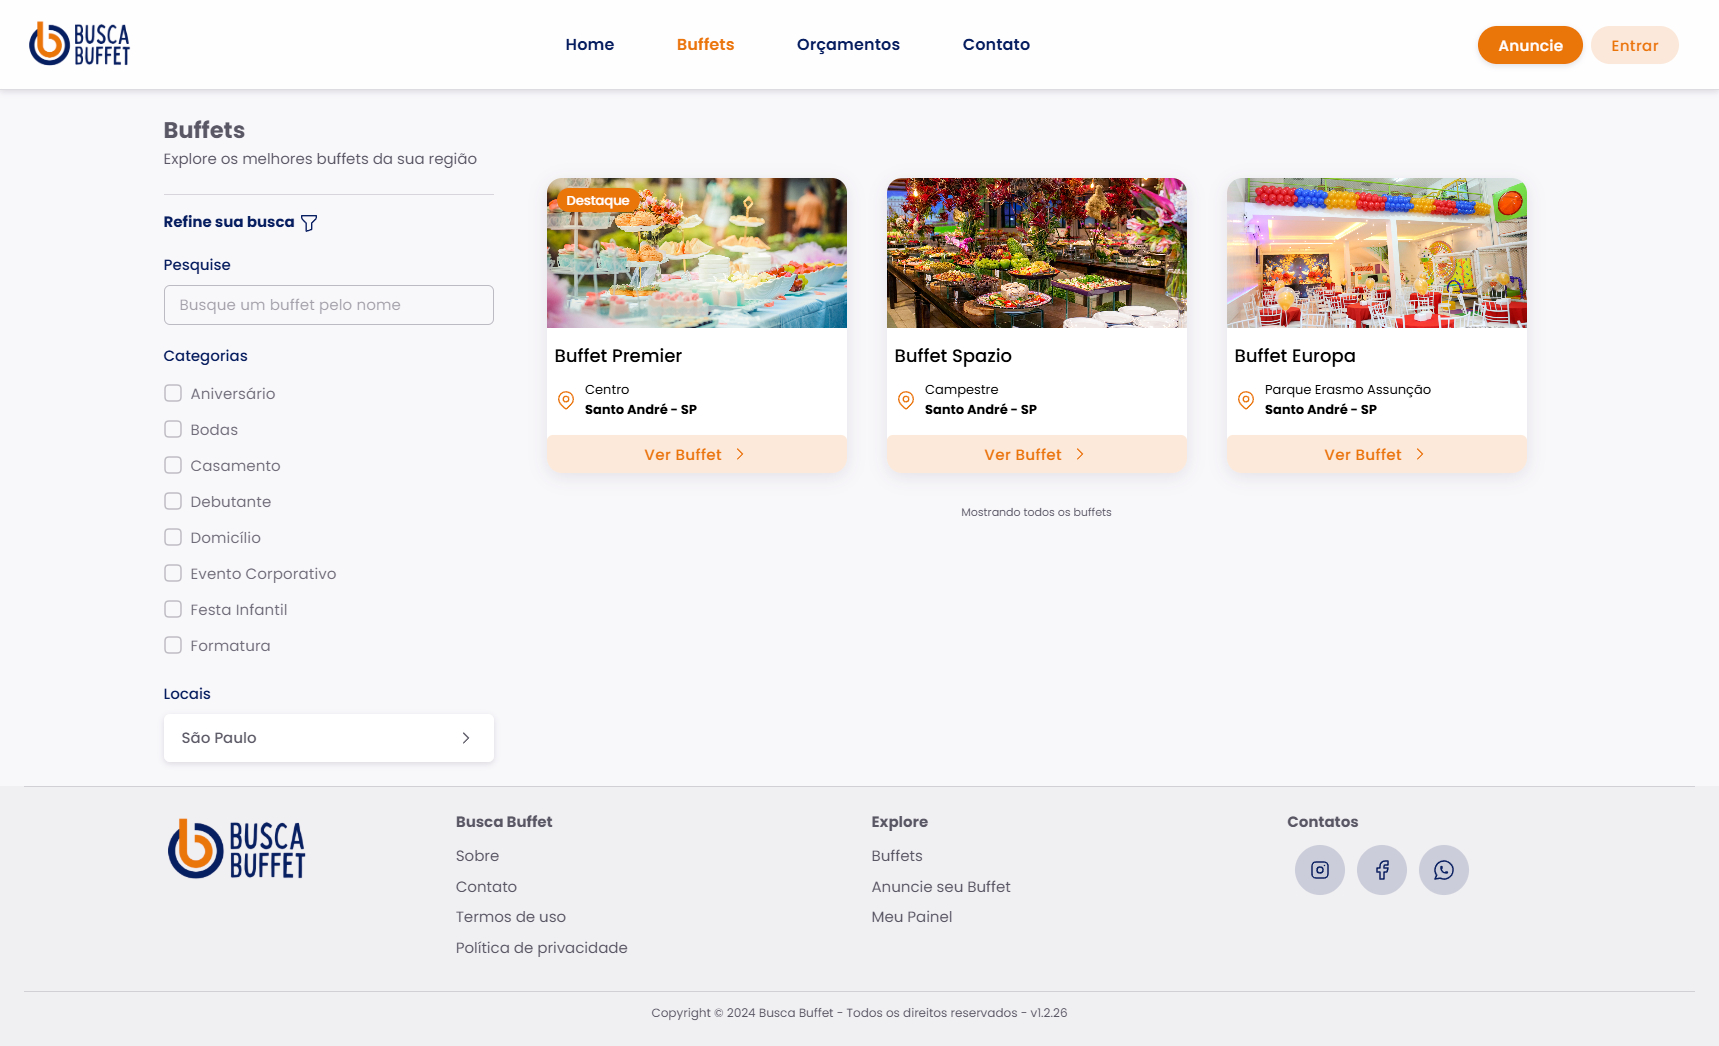 BUSCA
BUFFET
Home
Buffets
Orçamentos
Contato
Anuncie
Entrar
Buffets
Explore os melhores buffets da sua região
Refine sua busca
Pesquise
Busque um buffet pelo nome
Categorias
Aniversário
Bodas
Casamento
Debutante
Domicílio
Evento Corporativo
Festa Infantil
Formatura
Locais
São Paulo
Destaque
Buffet Premier
Centro
Santo André - SP
Ver Buffet
Buffet Spazio
Campestre
Santo André - SP
Ver Buffet
Buffet Europa
Parque Erasmo Assunção
Santo André - SP
Ver Buffet
Mostrando todos os buffets
BUSCA
BUFFET
Busca Buffet
Sobre
Contato
Termos de uso
Política de privacidade
Explore
Buffets
Anuncie seu Buffet
Meu Painel
Contatos
Copyright © 2024 Busca Buffet - Todos os direitos reservados - v1.2.26